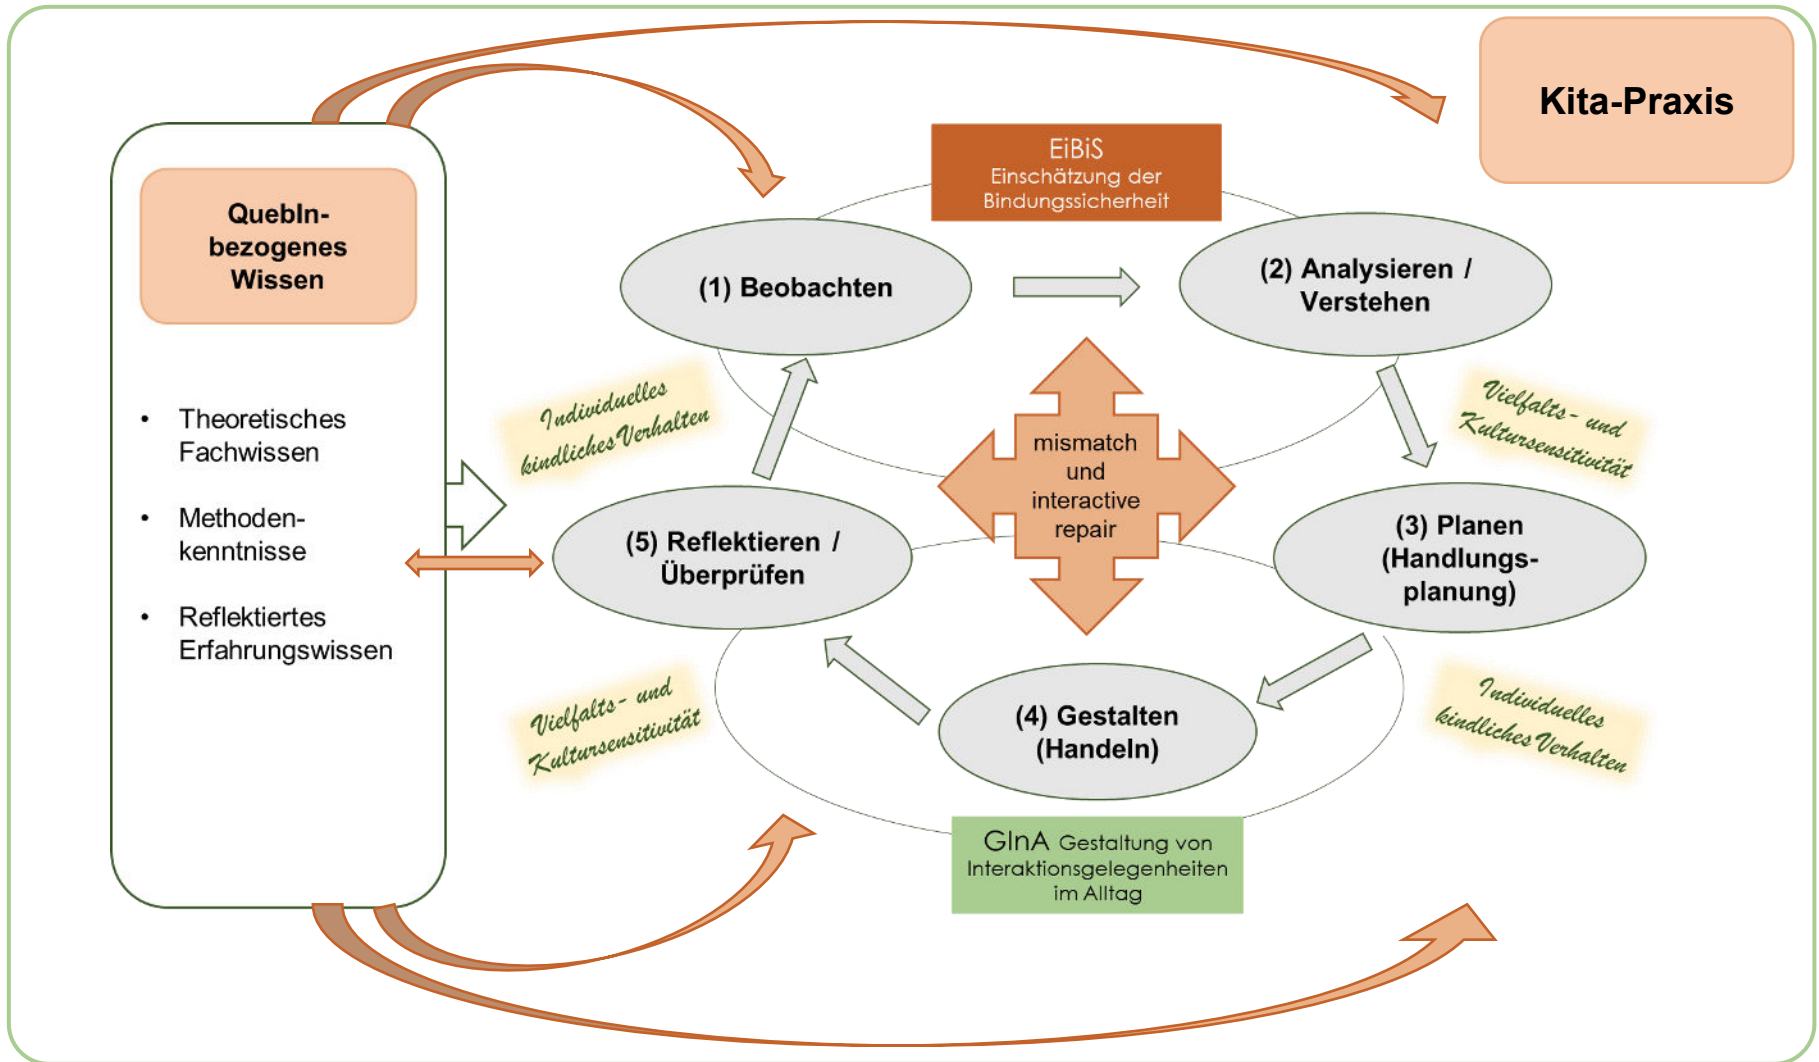 Kita-Praxis
QuebIn-
bezogenes
Wissen
• Theoretisches
Fachwissen
• Methoden-
kenntnisse
• Reflektiertes
Erfahrungswissen
EiBiS
Einschätzung der
Bindungssicherheit
(1) Beobachten
(2) Analysieren /
Verstehen
Individuelles
kindliches Verhalten
Vielfalts- und
Kultursensitivität
mismatch
und
interactive
repair
(3) Planen
(Handlungs-
planung)
(5) Reflektieren /
Überprüfen
(4) Gestalten
(Handeln)
Vielfalts- und
Kultursensitivität
Individuelles
kindliches Verhalten
GInA Gestaltung von
Interaktionsgelegenheiten
im Alltag